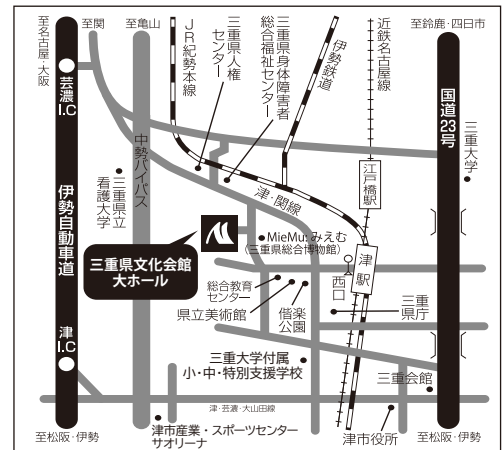 至名古屋・大阪
至関
至亀山
JR紀勢本線
三重県人権
センター
三重県身体障害者
総合福祉センター
伊勢鉄道
近鉄名古屋線
至鈴鹿・四日市
芸濃I.C
中勢バイパス
国道23号
三重大学
江戸橋駅
三重県立
看護大学
津・関線
伊勢自動車道
MieMu:みえむ
(三重県総合博物館)
三重県文化会館
大ホール
津駅
西口
総合教育
センター
県立美術館
偕楽
公園
三重
県庁
津I.C
三重大学付属
小・中・特別支援学校
三重会館
津・芸濃・大山田線
至松阪・伊勢
津市産業・スポーツセンター
サオリーナ
津市役所
至松阪・伊勢